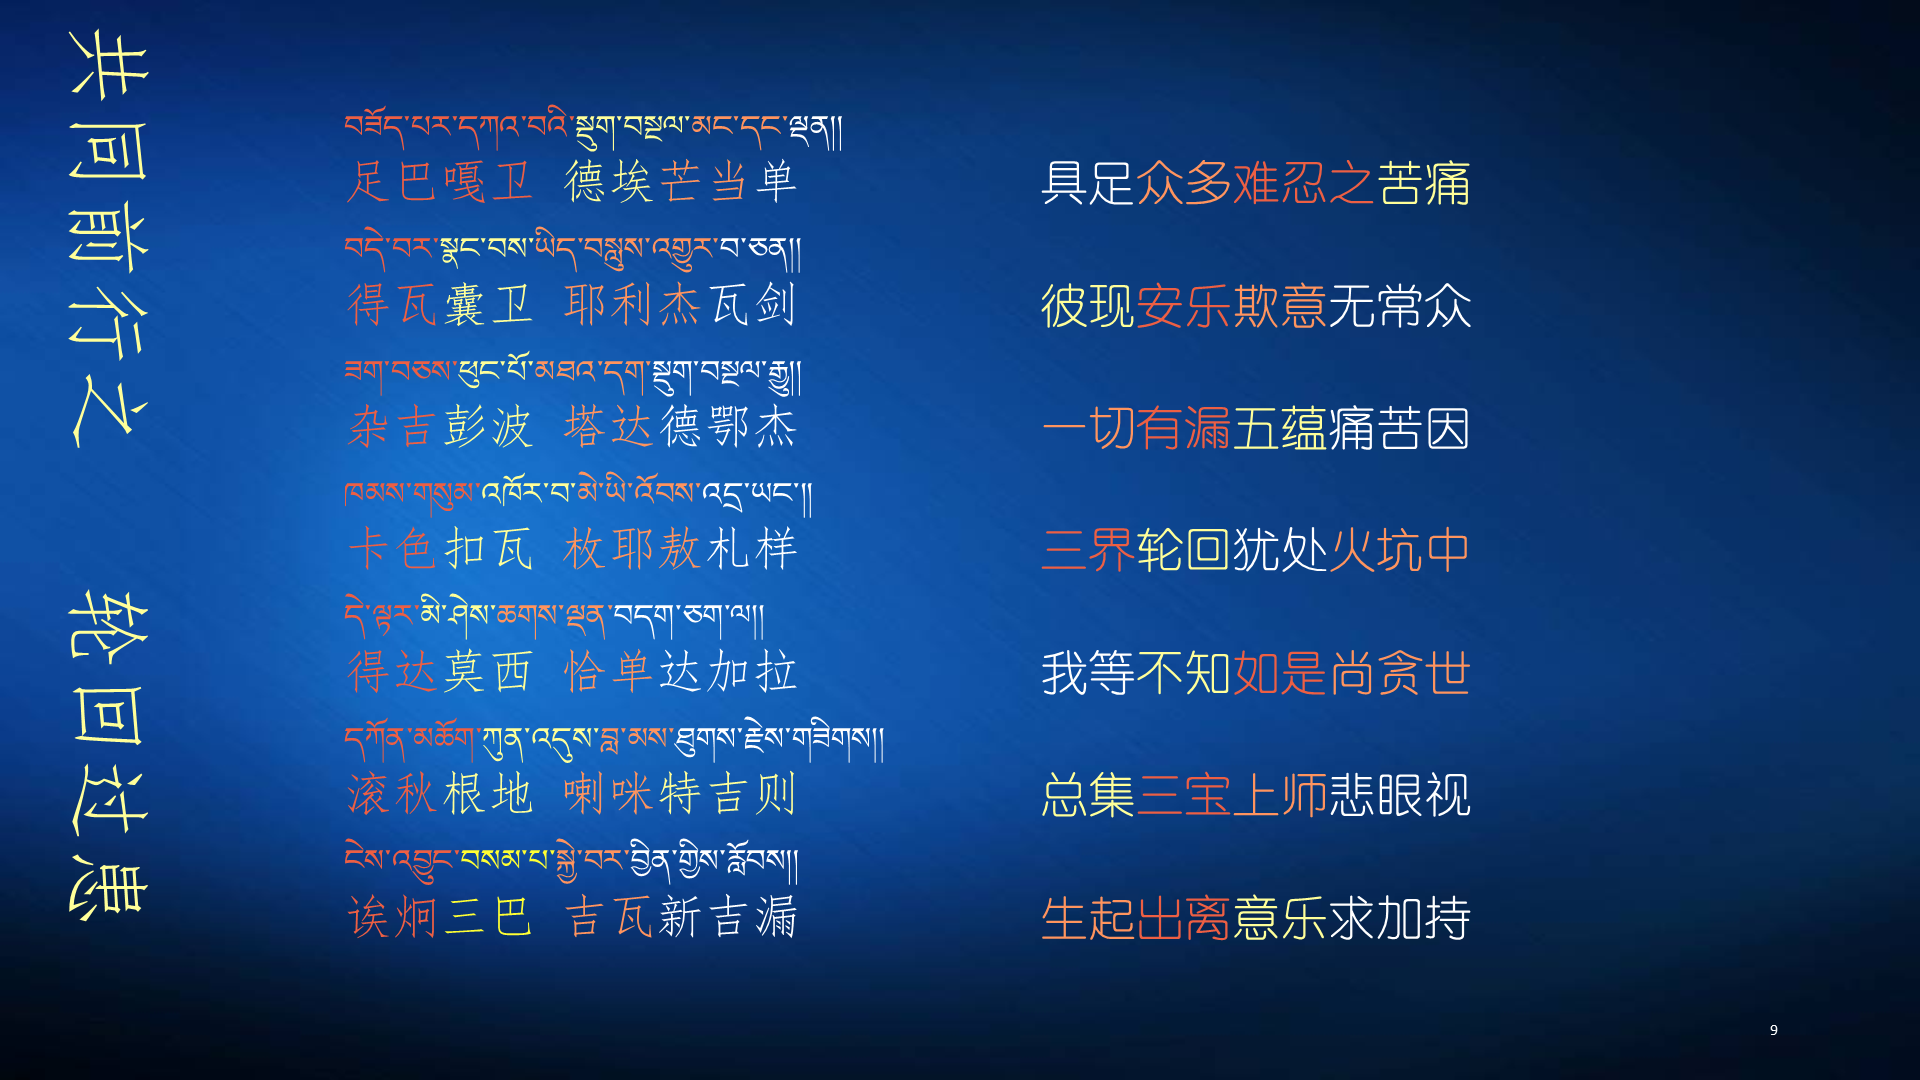 共同前行之 轮回过患
བཟོད་པར་དཀའ་བའི་སྡུག་བསྔལ་མང་དང་ལྡན།།
足巴嘎卫 德埃芒当单
具足众多难忍之苦痛
བདེ་བར་སྣང་བས་ཡིད་བསླུས་འགྱུར་བ་ཅན།།
得瓦囊卫 耶利杰瓦剑
彼现安乐欺意无常众
ཟག་བཅས་ཕུང་པོ་མཐའ་དག་སྡུག་བསྔལ་རྒྱུ།།
杂吉彭波 塔达德鄂杰
一切有漏五蕴痛苦因
ཁམས་གསུམ་འཁོར་བ་མེ་ཡི་འོབས་འདྲ་ཡང་།།
卡色扣瓦 枚耶敖札样
三界轮回犹处火坑中
དེ་ལྟར་མི་ཤེས་ཆགས་ལྡན་བདག་ཅག་ལ།།
得达莫西 恰单达加拉
我等不知如是尚贪世
དཀོན་མཆོག་ཀུན་འདུས་བླ་མས་ཐུགས་རྗེས་གཟིགས།།
滚秋根地 喇咪特吉则
总集三宝上师悲眼视
ངེས་འབྱུང་བསམ་པ་སྐྱེ་བར་བྱིན་གྱིས་རློབས།།
诶炯三巴 吉瓦新吉漏
生起出离意乐求加持
9